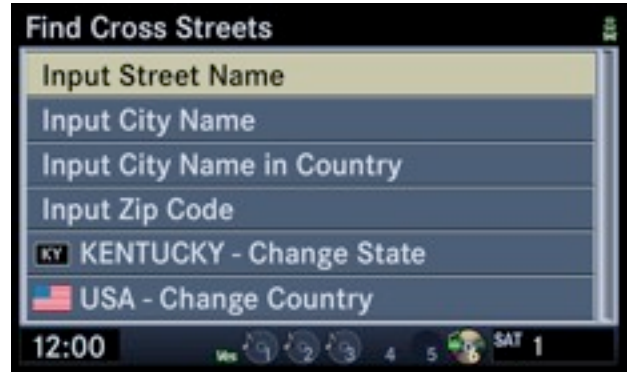 Find Cross Streets
Input Street Name
Input City Name
Input City Name in Country
Input Zip Code
KY KENTUCKY - Change State
USA - Change Country
12:00 Yes 1 2 3 4 5 6 SAT 1